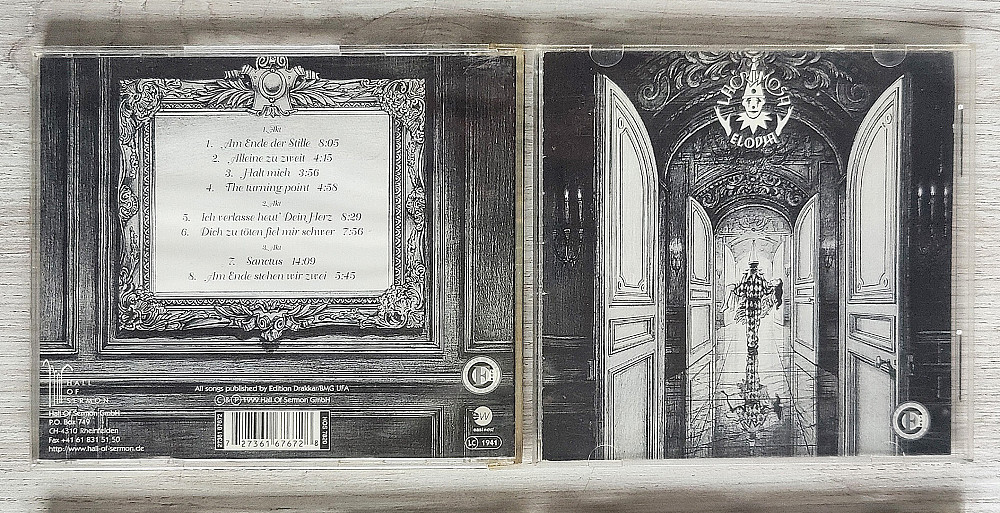 1. Akt
1. Am Ende der Stille 8:05
2. Alleine zu zweit 4:15
3. Halt mich 3:56
4. The turning point 4:58
2. Akt
5. Ich verlasse heut' Dein Herz 8:29
6. Dich zu töten fiel mir schwer 7:56
3. Akt
7. Sanctus 14:09
8. Am Ende stehen wir zwei 5:45
HALL
OF
SERMON
Hall Of Sermon GmbH
P.O. Box 749
CH-4310 Rheinfelden
Fax +41 61 831 51 50
http://www.hall-of-sermon.de
All songs published by Edition Drakkar/BMG UFA
©&℗1999 Hall Of Sermon GmbH
7 27361 67672 8
ew
east west
LC 1941
LACRIMOSA
ELODIA